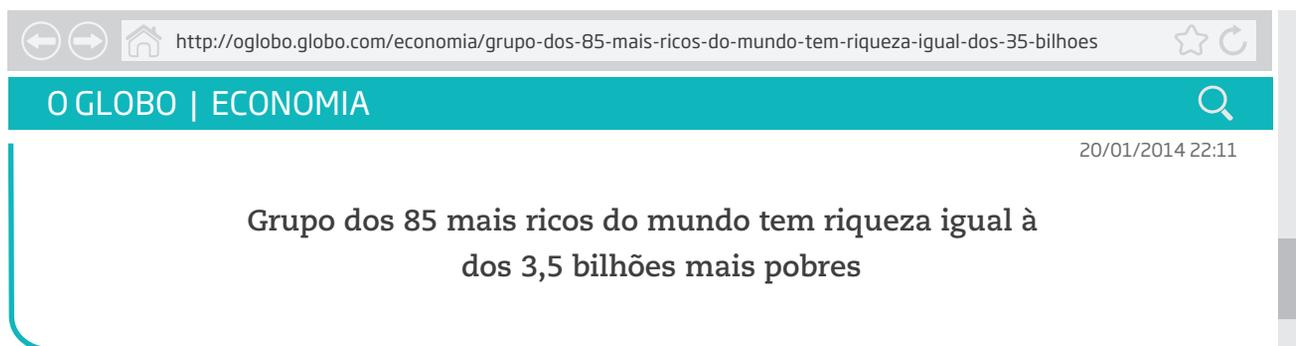 http://oglobo.globo.com/economia/grupo-dos-85-mais-ricos-do-mundo-tem-riqueza-igual-dos-35-bilhoes
O GLOBO | ECONOMIA
20/01/2014 22:11
Grupo dos 85 mais ricos do mundo tem riqueza igual à
dos 3,5 bilhões mais pobres